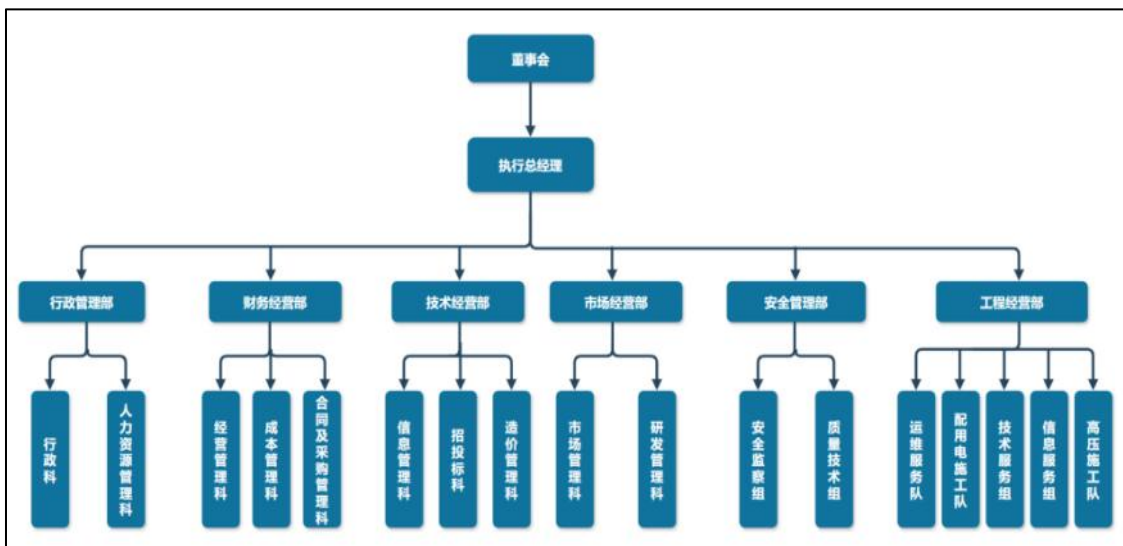 董事会
执行总经理
行政管理部
财务经营部
技术经营部
市场经营部
安全管理部
工程经营部
行政科
人力资源管理科
经营管理科
成本管理科
合同及采购管理科
信息管理科
招投标科
造价管理科
市场管理科
研发管理科
安全监察组
质量技术组
运维服务队
配用电施工队
技术服务组
信息服务组
高压施工队